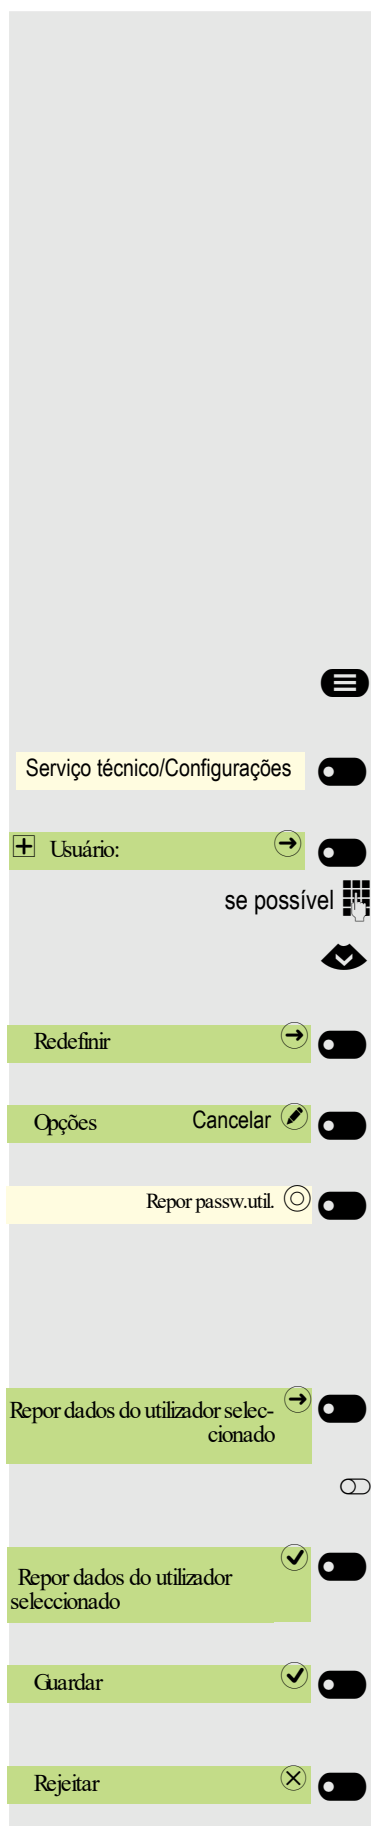 Serviço técnico/Configurações
Usuário:
se possível
Redefinir
Opções Cancelar
Repor passw.util.
Repor dados do utilizador selec-
cionado
Repor dados do utilizador
seleccionado
Guardar
Rejeitar